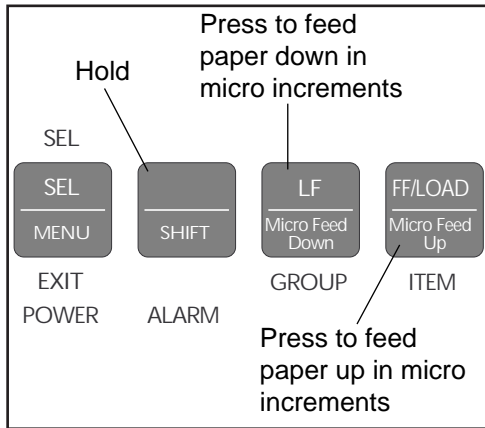 Press to feed
paper down in
micro increments
Hold
SEL
SEL
MENU
SHIFT
LF
Micro Feed
Down
FF/LOAD
Micro Feed
Up
EXIT
GROUP
ITEM
POWER
ALARM
Press to feed
paper up in micro
increments